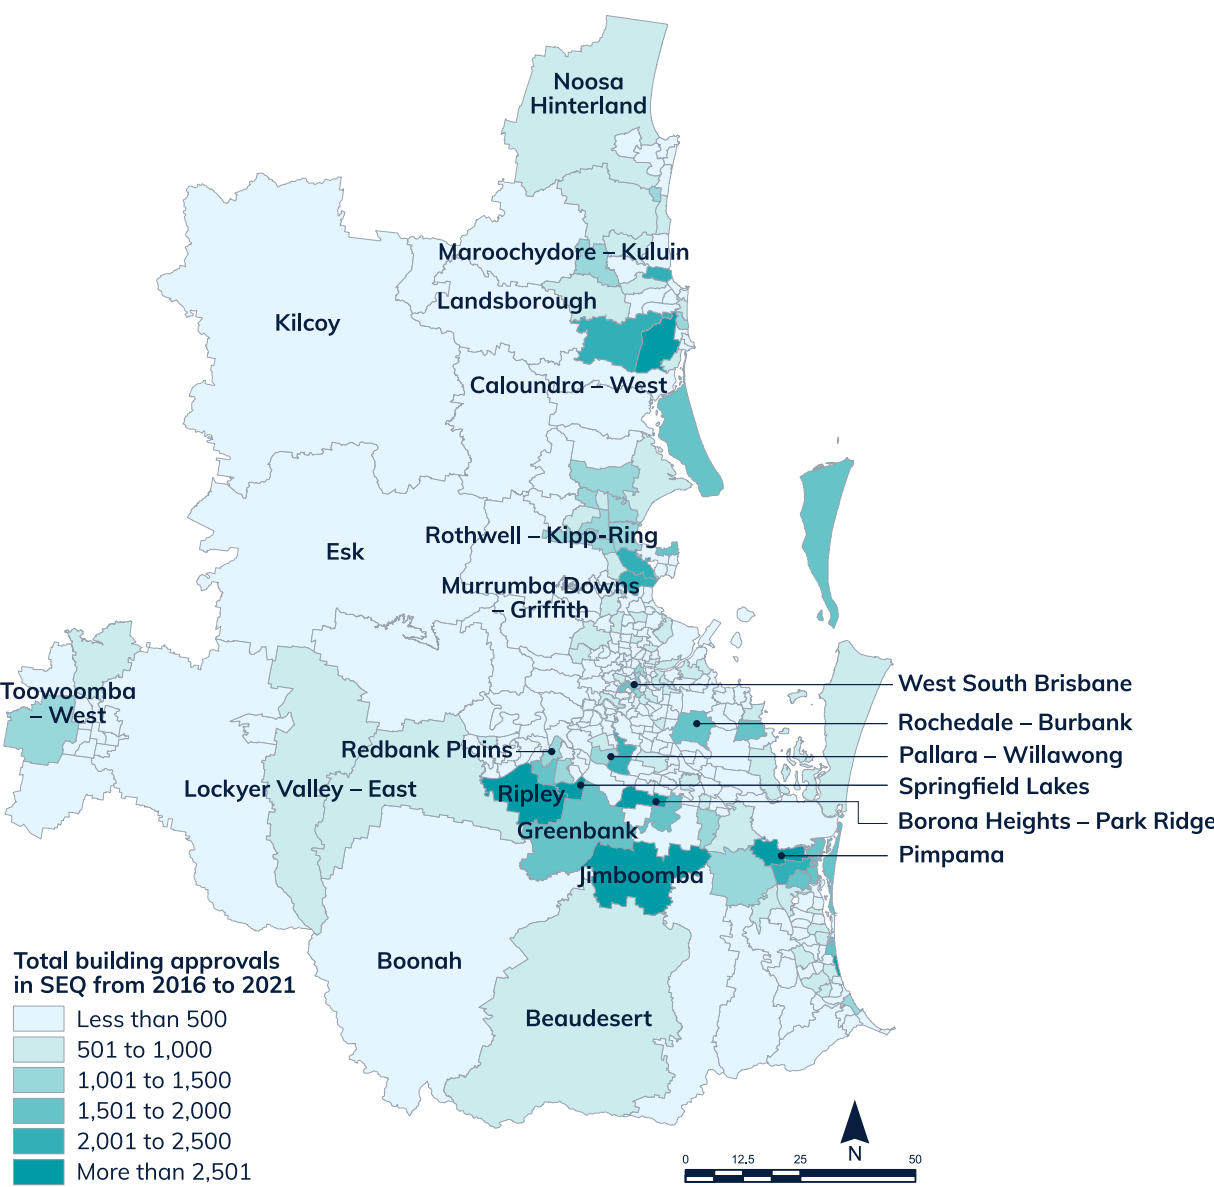 Noosa
Hinterland
Maroochydore – Kuluin
Landsborough
Kilcoy
Caloundra – West
Rothwell – Kipp-Ring
Esk
Murrumba Downs
– Griffith
Toowoomba
– West
West South Brisbane
Rochedale – Burbank
Redbank Plains
Pallara – Willawong
Lockyer Valley – East
Ripley
Springfield Lakes
Greenbank
Borona Heights – Park Ridge
Pimpama
Jimboomba
Boonah
Beaudesert
Total building approvals
in SEQ from 2016 to 2021
Less than 500
501 to 1,000
1,001 to 1,500
1,501 to 2,000
2,001 to 2,500
More than 2,501
N
0 12.5 25 50